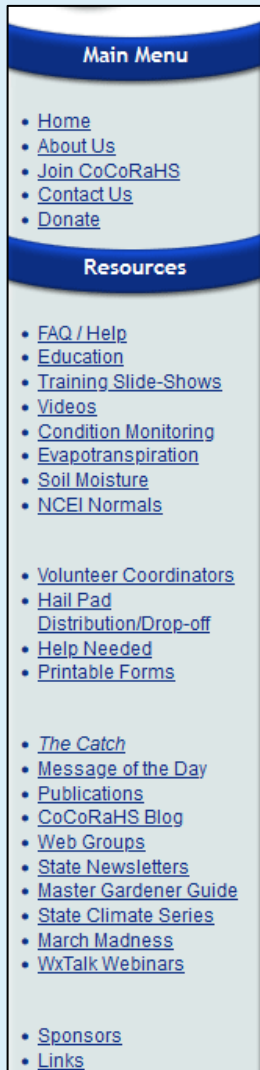 Main Menu
• Home
• About Us
• Join CoCoRaHS
• Contact Us
• Donate
Resources
• FAQ / Help
• Education
• Training Slide-Shows
• Videos
• Condition Monitoring
• Evapotranspiration
• Soil Moisture
• NCEI Normals
• Volunteer Coordinators
• Hail Pad
Distribution/Drop-off
• Help Needed
• Printable Forms
• The Catch
• Message of the Day
• Publications
• CoCoRaHS Blog
• Web Groups
• State Newsletters
• Master Gardener Guide
• State Climate Series
• March Madness
• WxTalk Webinars
• Sponsors
• Links